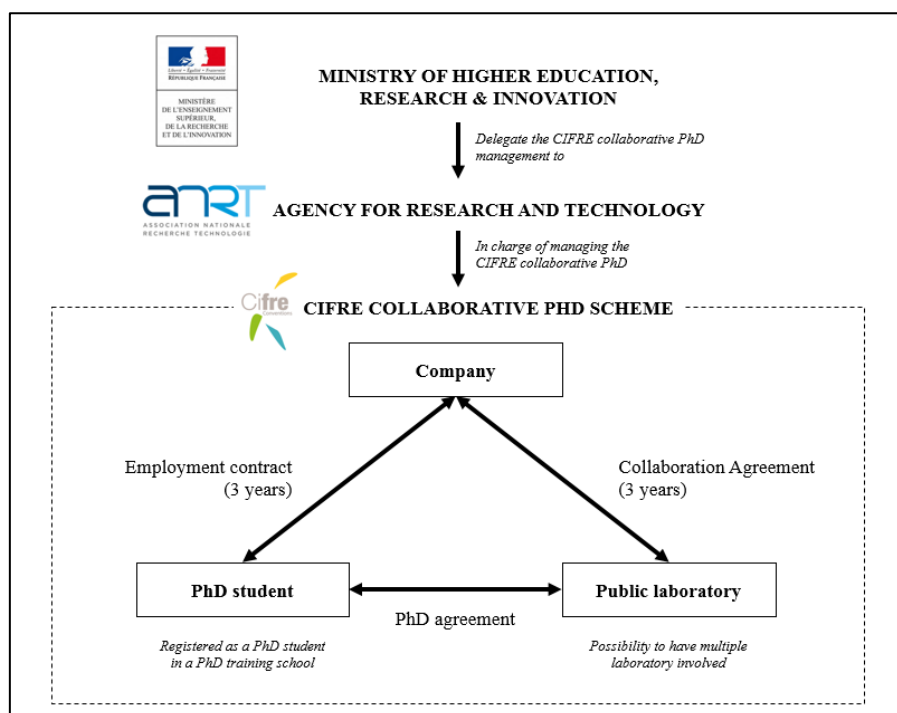 Liberté • Égalité • Fraternité
RÉPUBLIQUE FRANÇAISE
MINISTÈRE
DE L'ENSEIGNEMENT
SUPÉRIEUR,
DE LA RECHERCHE
ET DE L'INNOVATION
MINISTRY OF HIGHER EDUCATION,
RESEARCH & INNOVATION
Delegate the CIFRE collaborative PhD
management to
ANRT
ASSOCIATION NATIONALE
RECHERCHE TECHNOLOGIE
AGENCY FOR RESEARCH AND TECHNOLOGY
In charge of managing the
CIFRE collaborative PhD
Cifre
Conventions
CIFRE COLLABORATIVE PHD SCHEME
Company
Employment contract
(3 years)
Collaboration Agreement
(3 years)
PhD student
PhD agreement
Public laboratory
Registered as a PhD student
in a PhD training school
Possibility to have multiple
laboratory involved